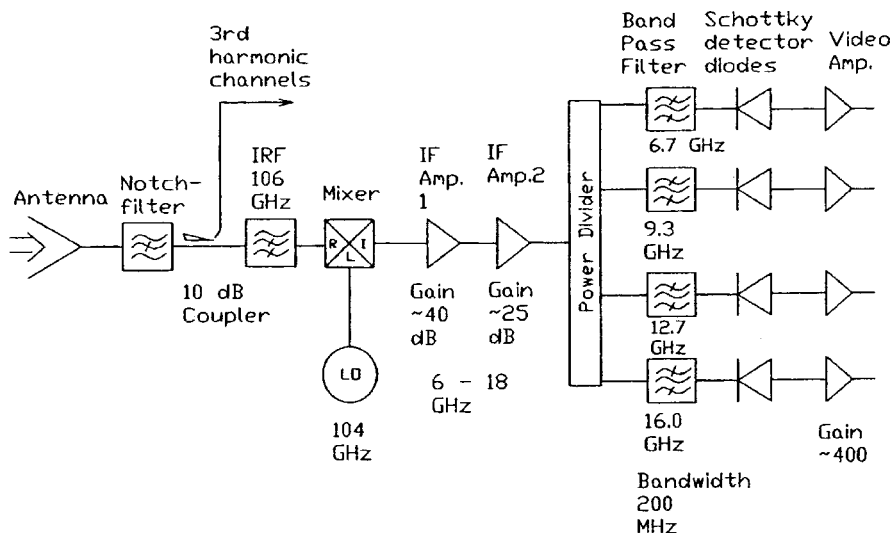 3rd
harmonic
channels
Band
Pass
Filter
Schottky
detector
diodes
Video
Amp.
Antenna
Notch-
filter
IRF
106
GHz
Mixer
IF
Amp.
1
IF
Amp.2
R
I
L
10 dB
Coupler
LO
104
GHz
Gain
~40
dB
Gain
~25
dB
6 - 18
GHz
Power Divider
6.7 GHz
9.3
GHz
12.7
GHz
16.0
GHz
Bandwidth
200
MHz
Gain
~400